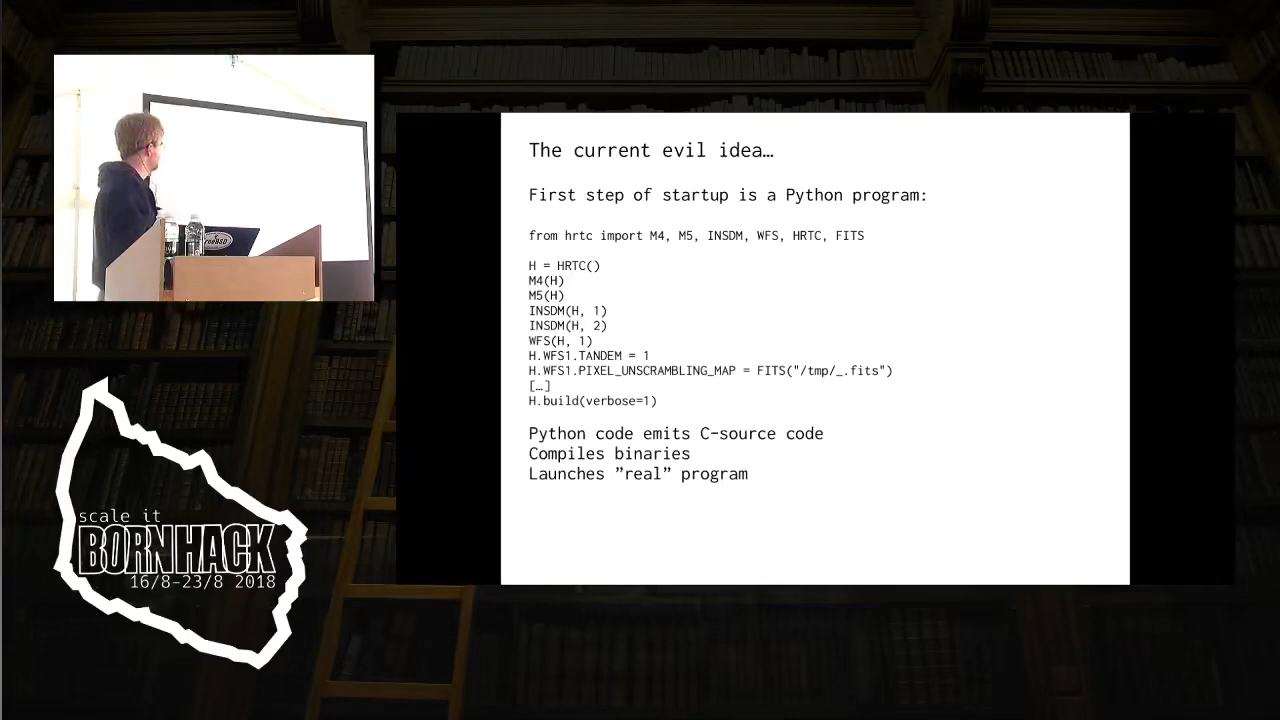 The current evil idea…
First step of startup is a Python program:
from hrtc import M4, M5, INSDM, WFS, HRTC, FITS
H = HRTC()
M4(H)
M5(H)
INSDM(H, 1)
INSDM(H, 2)
WFS(H, 1)
H.WFS1.TANDEM = 1
H.WFS1.PIXEL_UNSCRAMBLING_MAP = FITS("/tmp/_.fits")
[…]
H.build(verbose=1)
Python code emits C-source code
Compiles binaries
Launches ”real” program
scale it
BORNHACK
16/8-23/8 2018